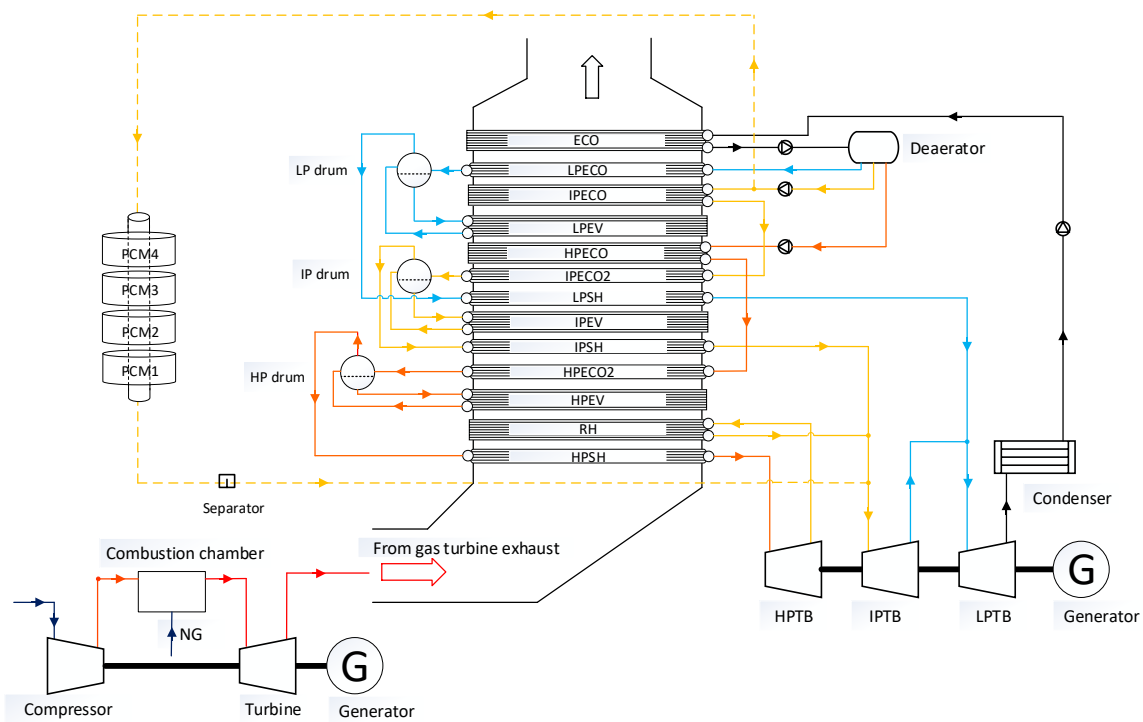 ECO
Deaerator
LP drum
LPECO
IPECO
LPEV
PCM4
HPECO
IP drum
IPECO2
PCM3
LPSH
PCM2
IPEV
IPSH
PCM1
HP drum
HPECO2
HPEV
RH
HPSH
Separator
Condenser
Combustion chamber
From gas turbine exhaust
G
HPTB
IPTB
LPTB
Generator
NG
G
Compressor
Turbine
Generator